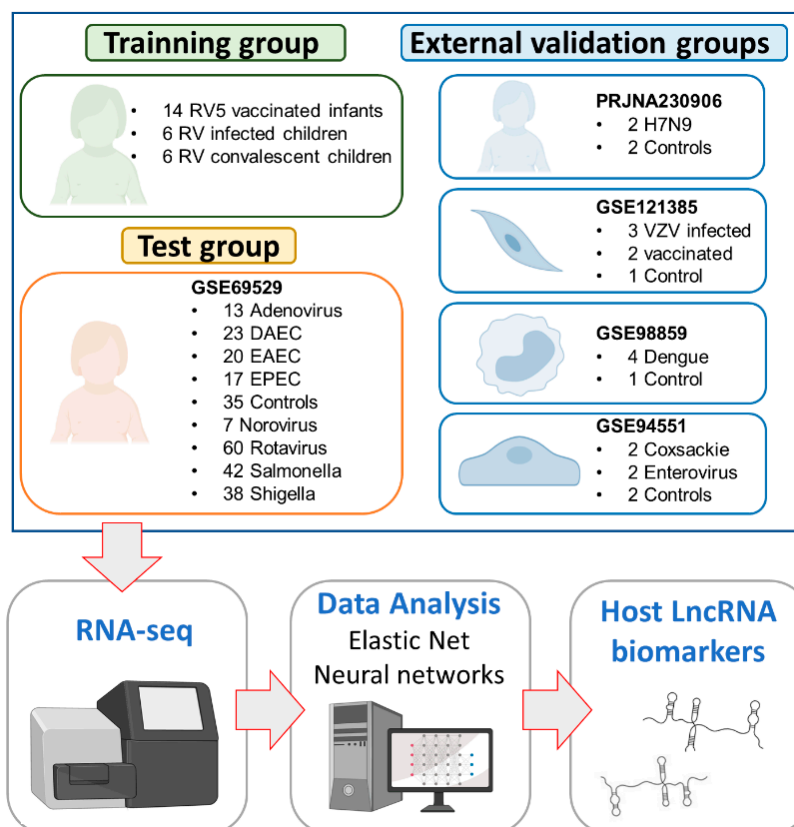 Trainning group
• 14 RV5 vaccinated infants
• 6 RV infected children
• 6 RV convalescent children
Test group
GSE69529
• 13 Adenovirus
• 23 DAEC
• 20 EAEC
• 17 EPEC
• 35 Controls
• 7 Norovirus
• 60 Rotavirus
• 42 Salmonella
• 38 Shigella
External validation groups
PRJNA230906
• 2 H7N9
• 2 Controls
GSE121385
• 3 VZV infected
• 2 vaccinated
• 1 Control
GSE98859
• 4 Dengue
• 1 Control
GSE94551
• 2 Coxsackie
• 2 Enterovirus
• 2 Controls
RNA-seq
Data Analysis
Elastic Net
Neural networks
Host LncRNA
biomarkers